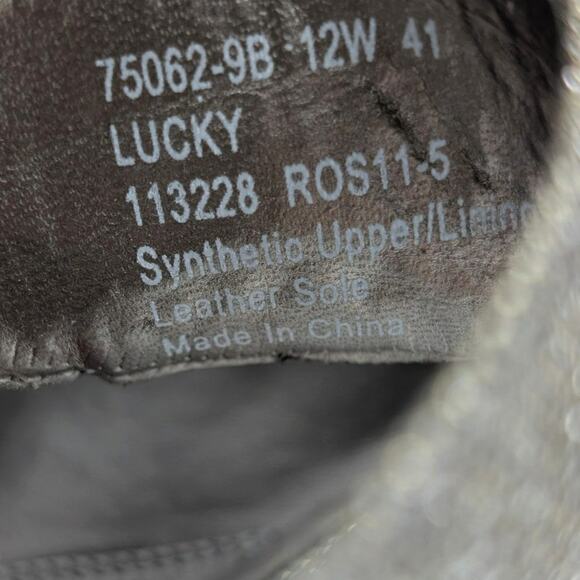 75062-9B 12W 41
LUCKY
113228 ROS11-5
Synthetic Upper/Lining
Leather Sole
Made In China